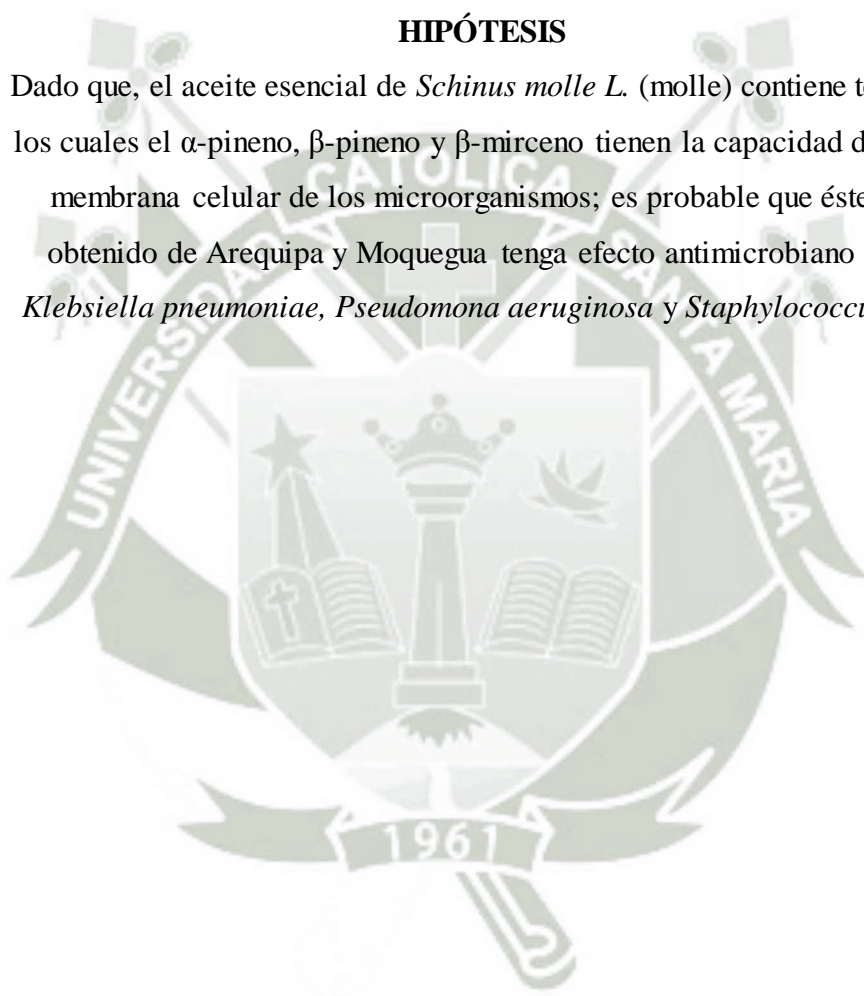 HIPÓTESIS
Dado que, el aceite esencial de Schinus molle L. (molle) contiene
los cuales el α-pineno, β-pineno y β-mirceno tienen la capacidad
membrana celular de los microorganismos; es probable que éste
obtenido de Arequipa y Moquegua tenga efecto antimicrobiano
Klebsiella pneumoniae, Pseudomona aeruginosa y
UNIVERSIDAD CATOLICA SANTA MARIA
1961